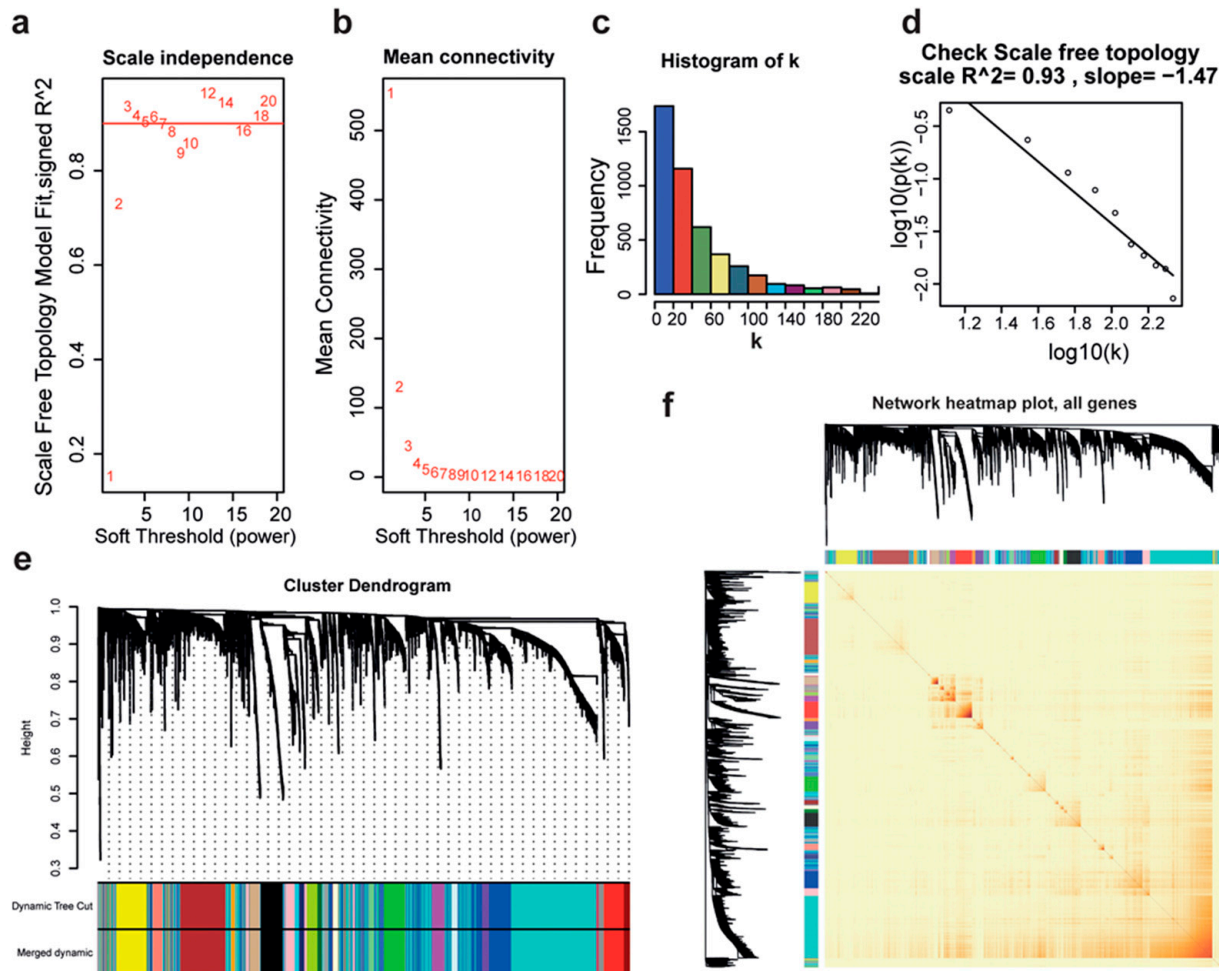 a
Scale independence
Scale Free Topology Model Fit,signed R^2
0.8
0.6
0.4
0.2
1
2
3
4
5
6
7
8
9
10
12
14
16
18
20
5 10 15 20
Soft Threshold (power)
b
Mean connectivity
Mean Connectivity
500
400
300
200
100
0
1
2
3
4
5
6
7
8
9
10
12
14
16
18
20
5 10 15 20
Soft Threshold (power)
c
Histogram of k
Frequency
1500
1000
500
0
0 20 60 100 140 180 220
k
d
Check Scale free topology
scale R^2= 0.93 , slope= −1.47
log10(p(k))
−0.5
−1.0
−1.5
−2.0
1.2 1.4 1.6 1.8 2.0 2.2
log10(k)
e
Cluster Dendrogram
Height
1.0
0.9
0.8
0.7
0.6
0.5
0.4
0.3
Dynamic Tree Cut
Merged dynamic
f
Network heatmap plot, all genes